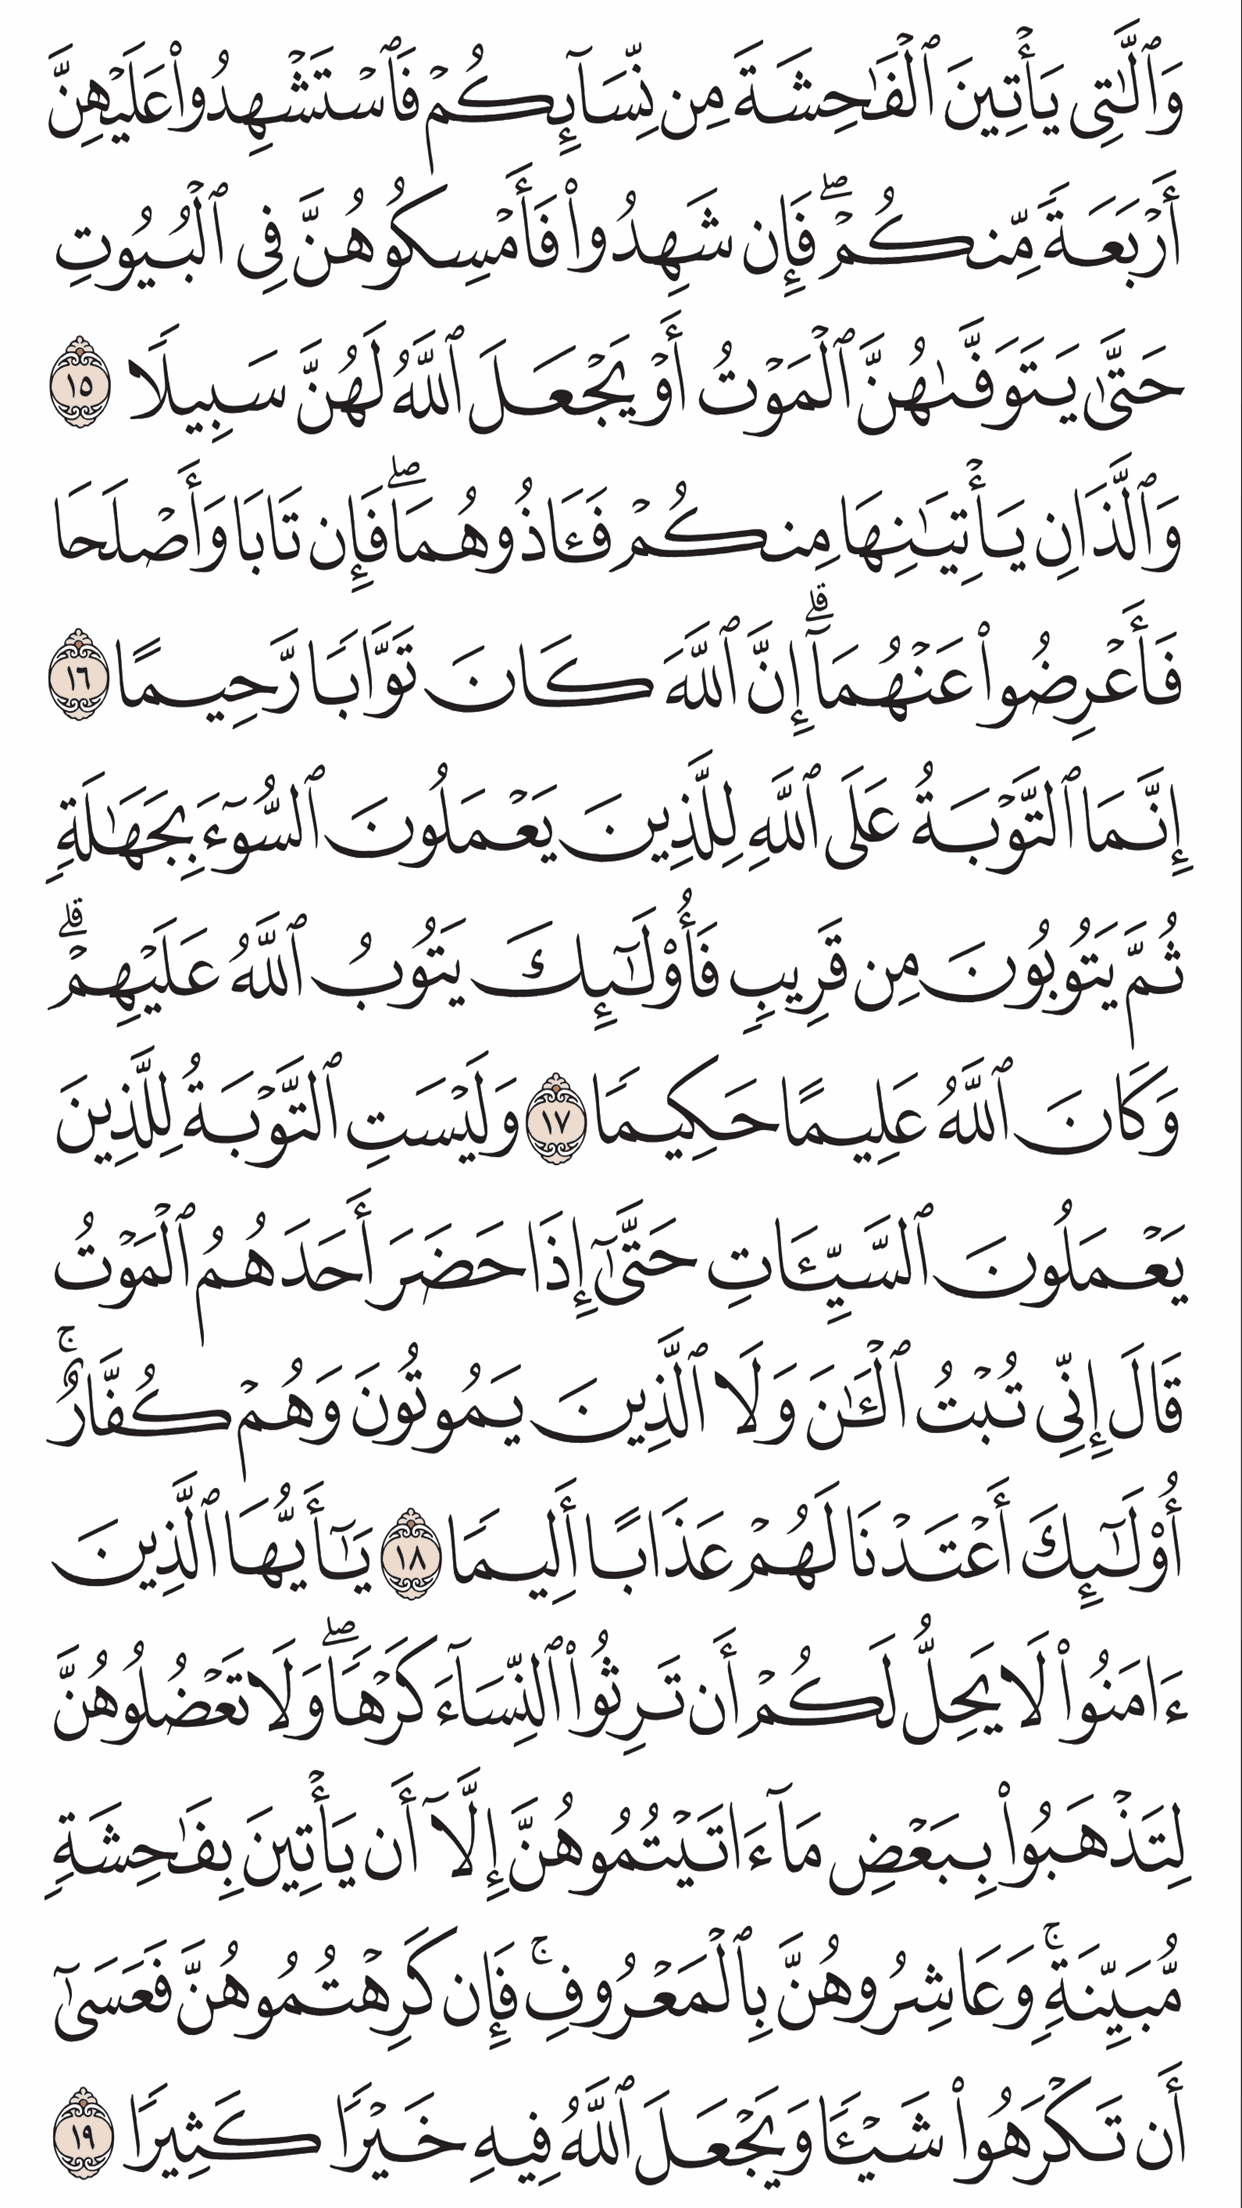 وَٱلَّٰتِي يَأۡتِينَ ٱلۡفَٰحِشَةَ مِن نِّسَآئِكُمۡ فَٱسۡتَشۡهِدُواْ عَلَيۡهِنَّ
أَرۡبَعَةٗ مِّنكُمۡۖ فَإِن شَهِدُواْ فَأَمۡسِكُوهُنَّ فِي ٱلۡبُيُوتِ
حَتَّىٰ يَتَوَفَّىٰهُنَّ ٱلۡمَوۡتُ أَوۡ يَجۡعَلَ ٱللَّهُ لَهُنَّ سَبِيلٗا ١٥
وَٱلَّذَانِ يَأۡتِيَٰنِهَا مِنكُمۡ فَـَٔاذُوهُمَاۖ فَإِن تَابَا وَأَصۡلَحَا
فَأَعۡرِضُواْ عَنۡهُمَآۗ إِنَّ ٱللَّهَ كَانَ تَوَّابٗا رَّحِيمًا ١٦
إِنَّمَا ٱلتَّوۡبَةُ عَلَى ٱللَّهِ لِلَّذِينَ يَعۡمَلُونَ ٱلسُّوٓءَ بِجَهَٰلَةٖ
ثُمَّ يَتُوبُونَ مِن قَرِيبٖ فَأُوْلَٰٓئِكَ يَتُوبُ ٱللَّهُ عَلَيۡهِمۡۗ
وَكَانَ ٱللَّهُ عَلِيمًا حَكِيمٗا ١٧ وَلَيۡسَتِ ٱلتَّوۡبَةُ لِلَّذِينَ
يَعۡمَلُونَ ٱلسَّيِّـَٔاتِ حَتَّىٰٓ إِذَا حَضَرَ أَحَدَهُمُ ٱلۡمَوۡتُ
قَالَ إِنِّي تُبۡتُ ٱلۡـَٰٔنَ وَلَا ٱلَّذِينَ يَمُوتُونَ وَهُمۡ كُفَّارٌۚ
أُوْلَٰٓئِكَ أَعۡتَدۡنَا لَهُمۡ عَذَابًا أَلِيمٗا ١٨ يَٰٓأَيُّهَا ٱلَّذِينَ
ءَامَنُواْ لَا يَحِلُّ لَكُمۡ أَن تَرِثُواْ ٱلنِّسَآءَ كَرۡهٗاۖ وَلَا تَعۡضُلُوهُنَّ
لِتَذۡهَبُواْ بِبَعۡضِ مَآ ءَاتَيۡتُمُوهُنَّ إِلَّآ أَن يَأۡتِينَ بِفَٰحِشَةٖ
مُّبَيِّنَةٖۚ وَعَاشِرُوهُنَّ بِٱلۡمَعۡرُوفِۚ فَإِن كَرِهۡتُمُوهُنَّ فَعَسَىٰٓ
أَن تَكۡرَهُواْ شَيۡـٔٗا وَيَجۡعَلَ ٱللَّهُ فِيهِ خَيۡرٗا كَثِيرٗا ١٩